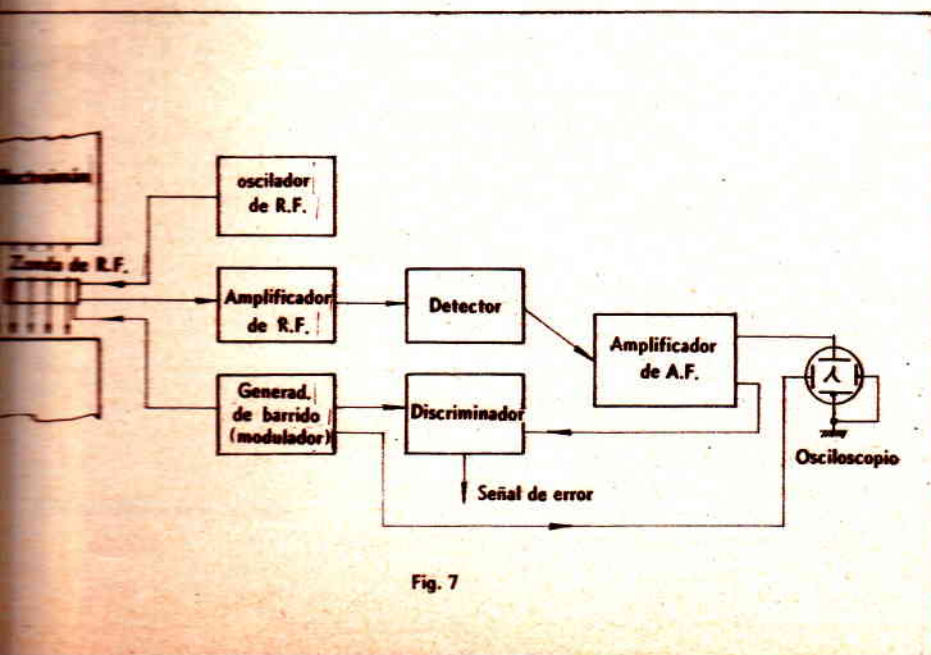 oscilador
de R.F.
de R.F.
Amplificador
de R.F.
Detector
Amplificador
de A.F.
Generad.
de barrido
(modulador)
Discriminador
Osciloscopio
Señal de error
Fig. 7